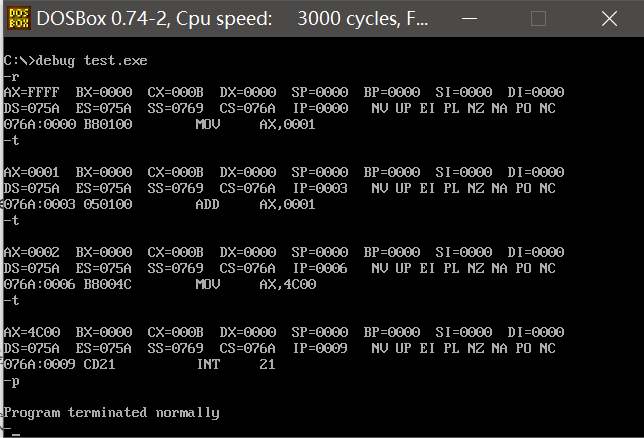 DOS
BOX
DOSBox 0.74-2, Cpu speed: 3000 cycles, F...
C:\>debug test.exe
-r
AX=FFFF BX=0000 CX=000B DX=0000 SP=0000 BP=0000 SI=0000 DI=0000
DS=075A ES=075A SS=0769 CS=076A IP=0000 NV UP EI PL NZ NA PO NC
076A:0000 B80100 MOV AX,0001
-t
AX=0001 BX=0000 CX=000B DX=0000 SP=0000 BP=0000 SI=0000 DI=0000
DS=075A ES=075A SS=0769 CS=076A IP=0003 NV UP EI PL NZ NA PO NC
076A:0003 050100 ADD AX,0001
-t
AX=0002 BX=0000 CX=000B DX=0000 SP=0000 BP=0000 SI=0000 DI=0000
DS=075A ES=075A SS=0769 CS=076A IP=0006 NV UP EI PL NZ NA PO NC
076A:0006 B8004C MOV AX,4C00
-t
AX=4C00 BX=0000 CX=000B DX=0000 SP=0000 BP=0000 SI=0000 DI=0000
DS=075A ES=075A SS=0769 CS=076A IP=0009 NV UP EI PL NZ NA PO NC
076A:0009 CD21 INT 21
-p
Program terminated normally
-_